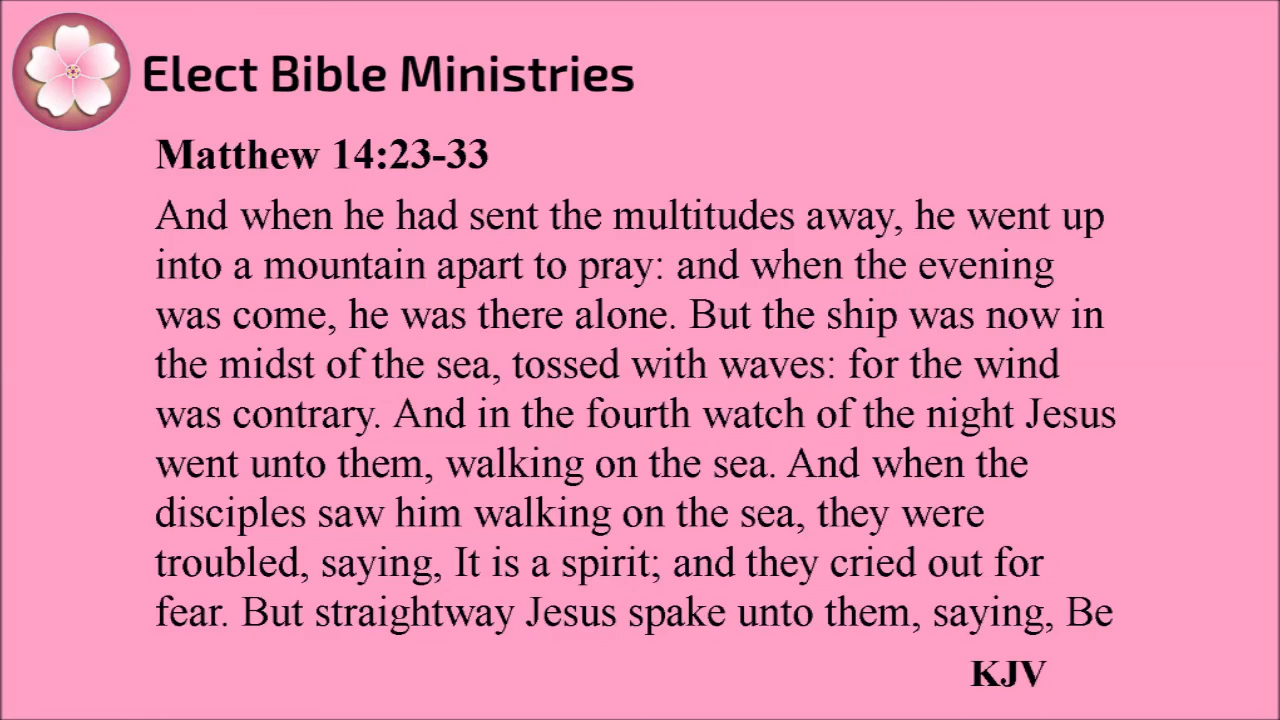 Elect Bible Ministries
Matthew 14:23-33
And when he had sent the multitudes away, he went up
into a mountain apart to pray: and when the evening
was come, he was there alone. But the ship was now in
the midst of the sea, tossed with waves: for the wind
was contrary. And in the fourth watch of the night Jesus
went unto them, walking on the sea. And when the
disciples saw him walking on the sea, they were
troubled, saying, It is a spirit; and they cried out for
fear. But straightway Jesus spake unto them, saying, Be
KJV